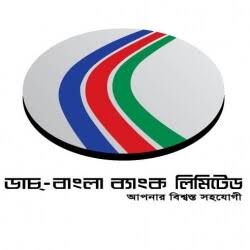 ডাচ্-বাংলা ব্যাংক লিমিটেড
আপনার বিশ্বস্ত সহযোগী